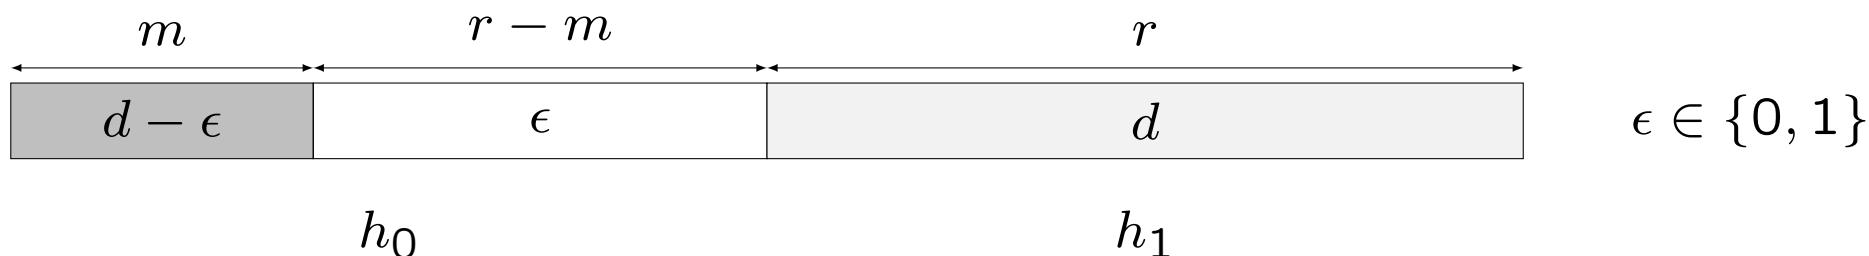 m r − m r
d − ϵ ϵ d ϵ ∈ {0, 1}
h₀ h₁